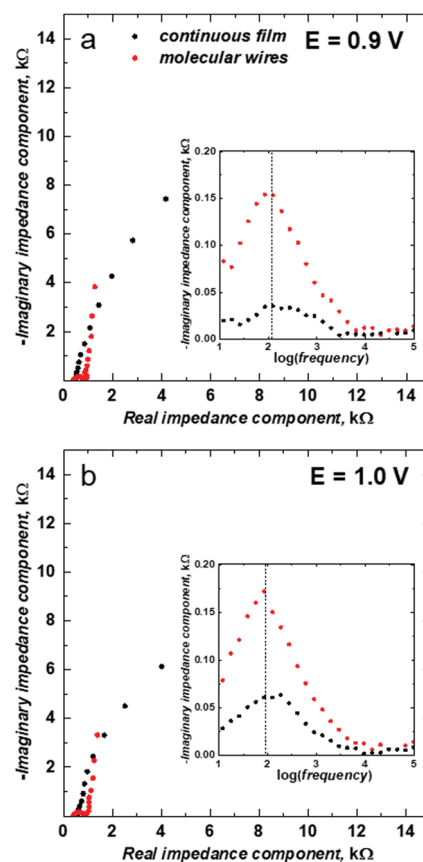 a
continuous film
molecular wires
E = 0.9 V
-Imaginary impedance component, kΩ
14
12
10
8
6
4
2
0 2 4 6 8 10 12 14
Real impedance component, kΩ
-Imaginary impedance component, kΩ
0.20
0.15
0.10
0.05
0.00
1 2 3 4 5
log(frequency)
b
E = 1.0 V
-Imaginary impedance component, kΩ
14
12
10
8
6
4
2
0 2 4 6 8 10 12 14
Real impedance component, kΩ
-Imaginary impedance component, kΩ
0.20
0.15
0.10
0.05
0.00
1 2 3 4 5
log(frequency)